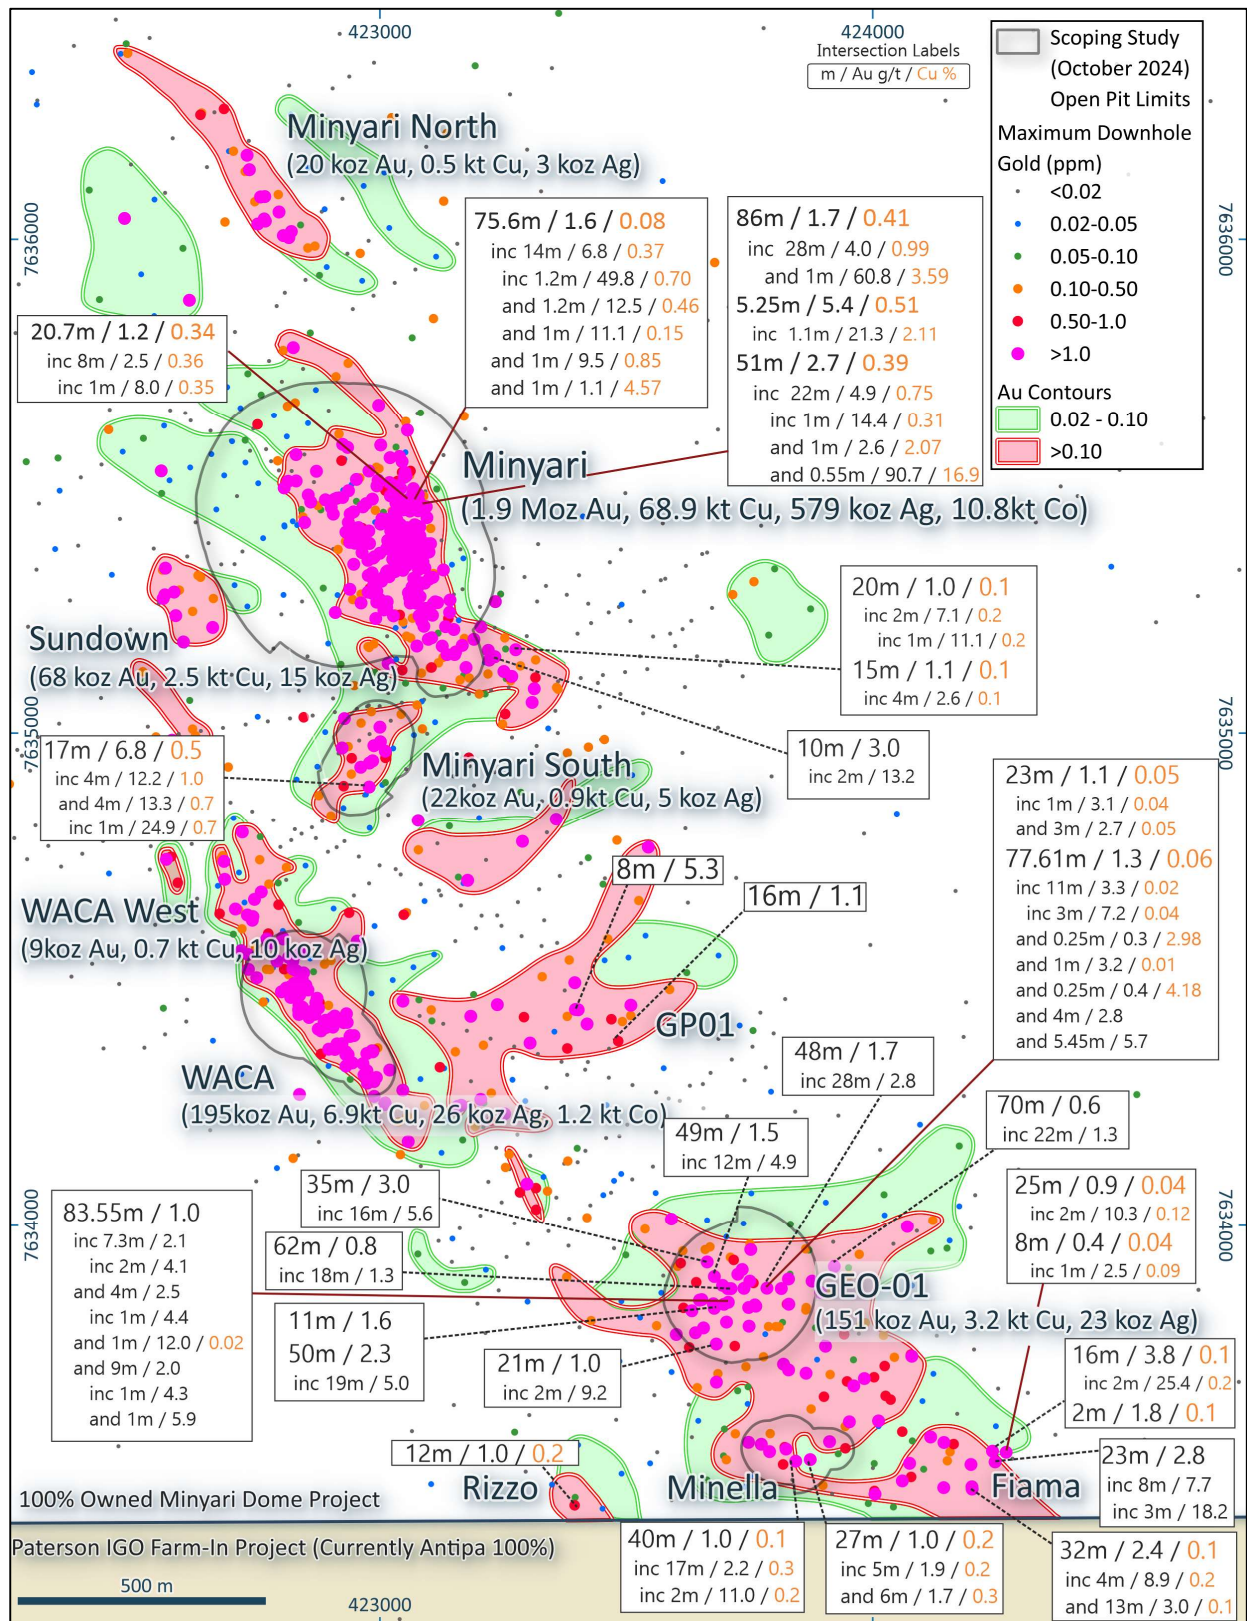 423000
424000
Intersection Labels
m / Au g/t / Cu %
Scoping Study
(October 2024)
Open Pit Limits
Maximum Downhole
Gold (ppm)
<0.02
0.02-0.05
0.05-0.10
0.10-0.50
0.50-1.0
>1.0
Au Contours
0.02 - 0.10
>0.10
Minyari North
(20 koz Au, 0.5 kt Cu, 3 koz Ag)
7636000
7636000
75.6m / 1.6 / 0.08
inc 14m / 6.8 / 0.37
inc 1.2m / 49.8 / 0.70
and 1.2m / 12.5 / 0.46
and 1m / 11.1 / 0.15
and 1m / 9.5 / 0.85
and 1m / 1.1 / 4.57
86m / 1.7 / 0.41
inc 28m / 4.0 / 0.99
and 1m / 60.8 / 3.59
5.25m / 5.4 / 0.51
inc 1.1m / 21.3 / 2.11
51m / 2.7 / 0.39
inc 22m / 4.9 / 0.75
inc 1m / 14.4 / 0.31
and 1m / 2.6 / 2.07
and 0.55m / 90.7 / 16.9
20.7m / 1.2 / 0.34
inc 8m / 2.5 / 0.36
inc 1m / 8.0 / 0.35
Minyari
(1.9 Moz Au, 68.9 kt Cu, 579 koz Ag, 10.8kt Co)
20m / 1.0 / 0.1
inc 2m / 7.1 / 0.2
inc 1m / 11.1 / 0.2
15m / 1.1 / 0.1
inc 4m / 2.6 / 0.1
Sundown
(68 koz Au, 2.5 kt Cu, 15 koz Ag)
7635000
7635000
17m / 6.8 / 0.5
inc 4m / 12.2 / 1.0
and 4m / 13.3 / 0.7
inc 1m / 24.9 / 0.7
10m / 3.0
inc 2m / 13.2
Minyari South
(22koz Au, 0.9kt Cu, 5 koz Ag)
23m / 1.1 / 0.05
inc 1m / 3.1 / 0.04
and 3m / 2.7 / 0.05
77.61m / 1.3 / 0.06
inc 11m / 3.3 / 0.02
inc 3m / 7.2 / 0.04
and 0.25m / 0.3 / 2.98
and 1m / 3.2 / 0.01
and 0.25m / 0.4 / 4.18
and 4m / 2.8
and 5.45m / 5.7
8m / 5.3
16m / 1.1
WACA West
(9koz Au, 0.7 kt Cu, 10 koz Ag)
GP01
WACA
(195koz Au, 6.9kt Cu, 26 koz Ag, 1.2 kt Co)
48m / 1.7
inc 28m / 2.8
49m / 1.5
inc 12m / 4.9
70m / 0.6
inc 22m / 1.3
35m / 3.0
inc 16m / 5.6
25m / 0.9 / 0.04
inc 2m / 10.3 / 0.12
8m / 0.4 / 0.04
inc 1m / 2.5 / 0.09
7634000
7634000
83.55m / 1.0
inc 7.3m / 2.1
inc 2m / 4.1
and 4m / 2.5
inc 1m / 4.4
and 1m / 12.0 / 0.02
and 9m / 2.0
inc 1m / 4.3
and 1m / 5.9
62m / 0.8
inc 18m / 1.3
GEO-01
(151 koz Au, 3.2 kt Cu, 23 koz Ag)
11m / 1.6
50m / 2.3
inc 19m / 5.0
21m / 1.0
inc 2m / 9.2
16m / 3.8 / 0.1
inc 2m / 25.4 / 0.2
2m / 1.8 / 0.1
12m / 1.0 / 0.2
23m / 2.8
inc 8m / 7.7
inc 3m / 18.2
Rizzo
Minella
Fiama
100% Owned Minyari Dome Project
Paterson IGO Farm-In Project (Currently Antipa 100%)
40m / 1.0 / 0.1
inc 17m / 2.2 / 0.3
inc 2m / 11.0 / 0.2
27m / 1.0 / 0.2
inc 5m / 1.9 / 0.2
and 6m / 1.7 / 0.3
32m / 2.4 / 0.1
inc 4m / 8.9 / 0.2
and 13m / 3.0 / 0.1
500 m
423000